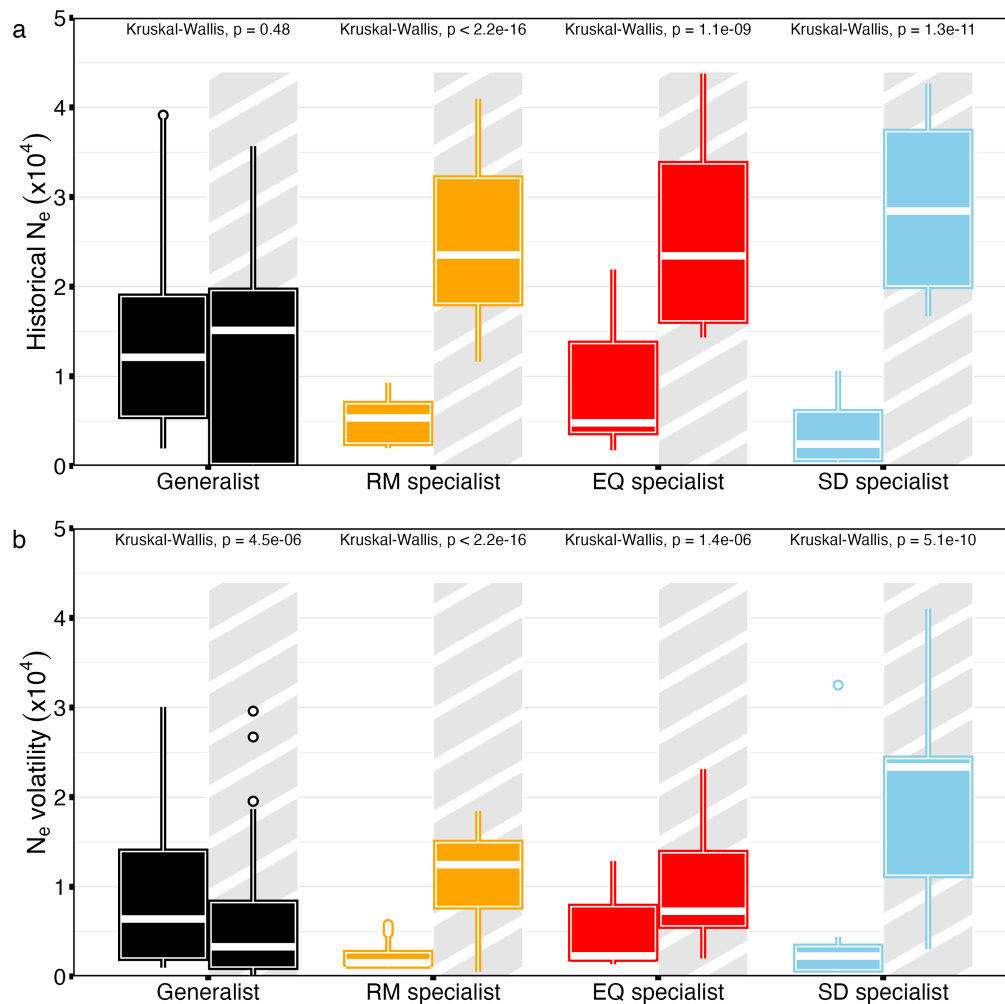 a
Kruskal-Wallis, p = 0.48
Kruskal-Wallis, p < 2.2e-16
Kruskal-Wallis, p = 1.1e-09
Kruskal-Wallis, p = 1.3e-11
Historical Nₑ (x10⁴)
5
4
3
2
1
0
Generalist
RM specialist
EQ specialist
SD specialist
b
Kruskal-Wallis, p = 4.5e-06
Kruskal-Wallis, p < 2.2e-16
Kruskal-Wallis, p = 1.4e-06
Kruskal-Wallis, p = 5.1e-10
Nₑ volatility (x10⁴)
5
4
3
2
1
0
Generalist
RM specialist
EQ specialist
SD specialist